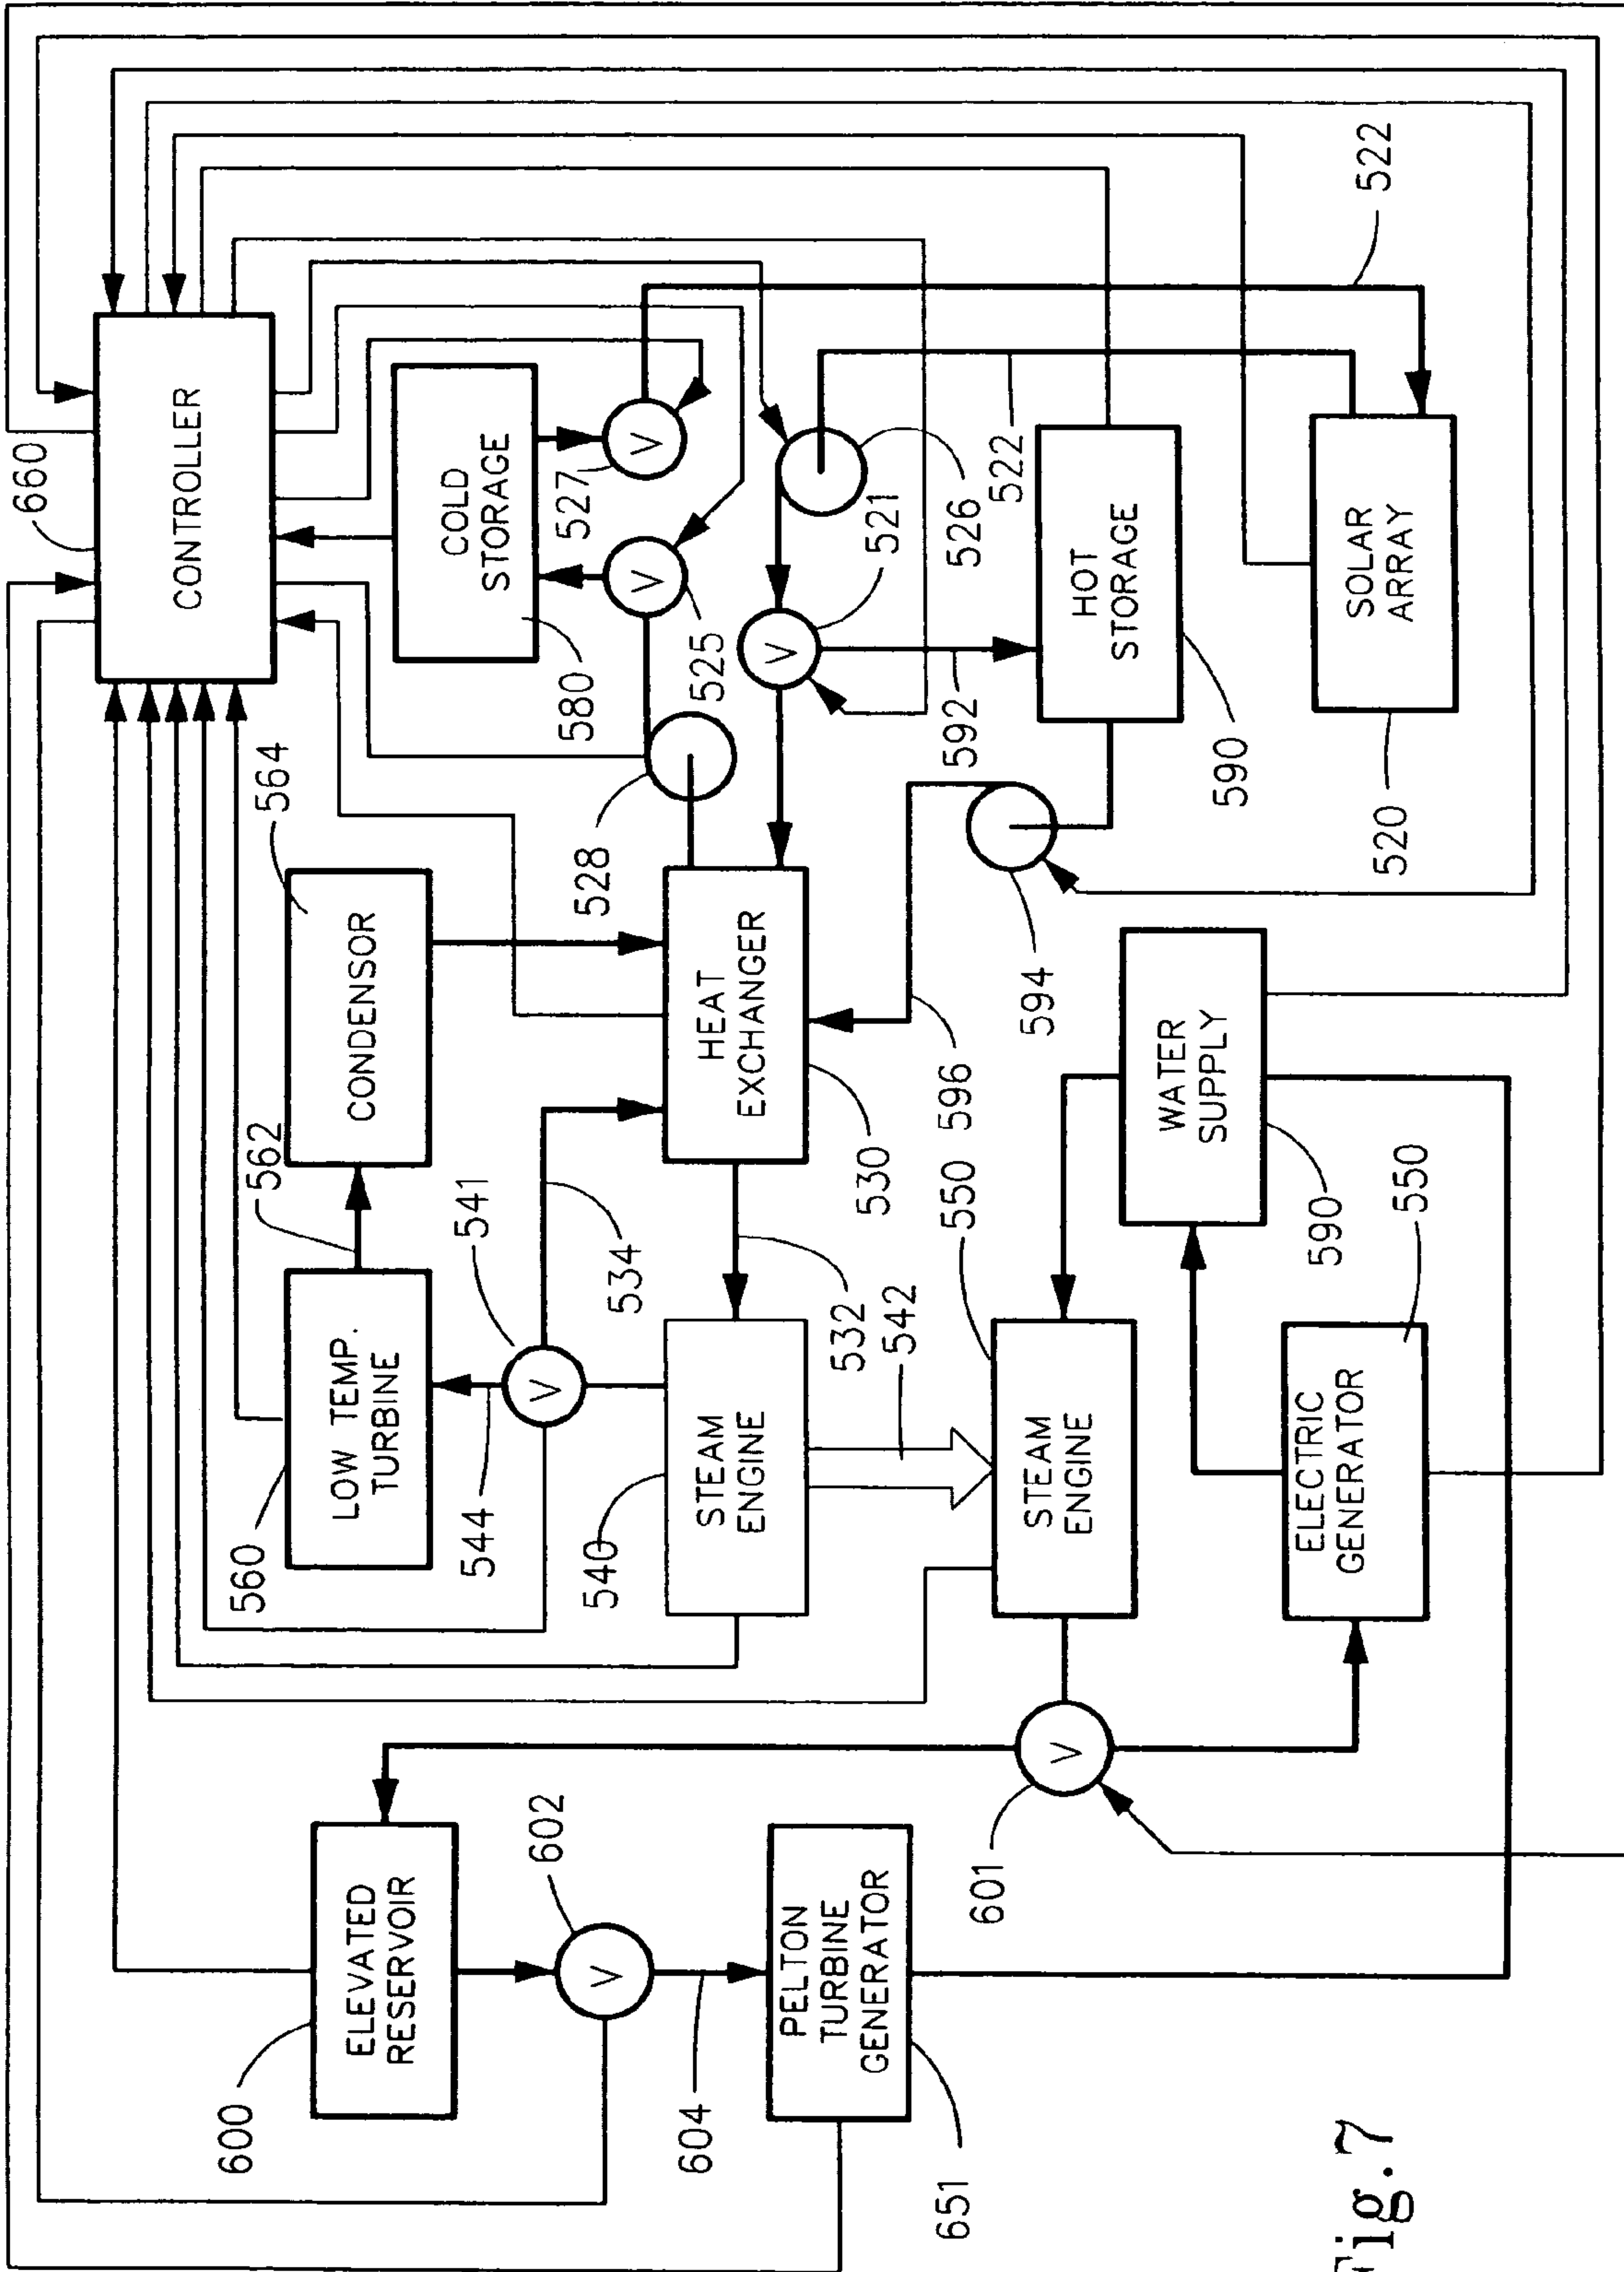 660
CONTROLLER
600
ELEVATED
RESERVOIR
560
LOW TEMP.
TURBINE
562
CONDENSOR
564
602
544
541
COLD
STORAGE
580
527
V
V
V
V
534
528
525
604
540
STEAM
ENGINE
532
542
HEAT
EXCHANGER
530
V
521
526
522
PELTON
TURBINE
GENERATOR
651
601
V
550
STEAM
ENGINE
596
594
592
HOT
STORAGE
590
WATER
SUPPLY
590
ELECTRIC
GENERATOR
550
SOLAR
ARRAY
520
522
Fig.7